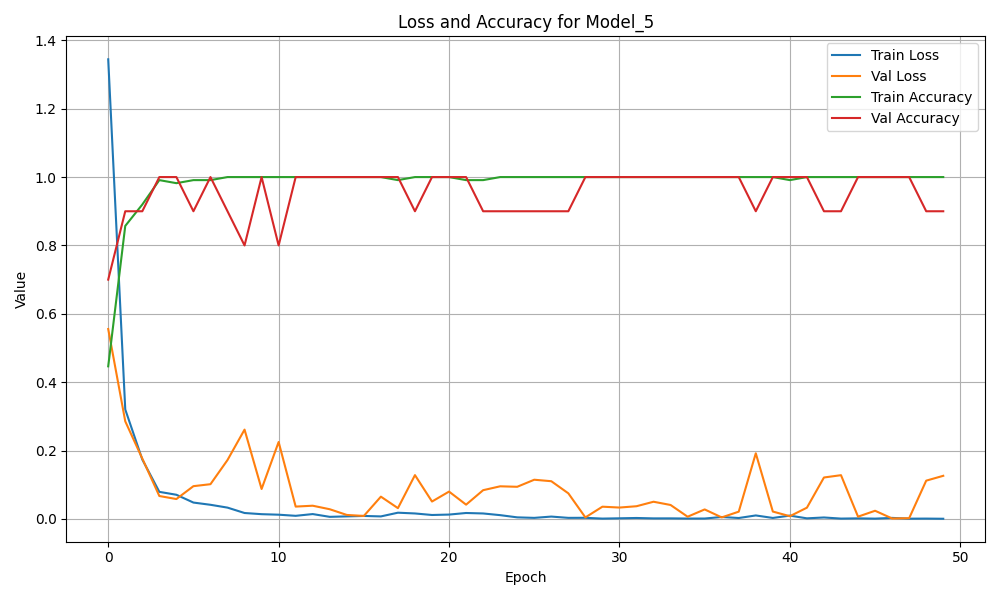 Loss and Accuracy for Model_5
1.4
1.2
1.0
0.8
0.6
0.4
0.2
0.0
Value
Train Loss
Val Loss
Train Accuracy
Val Accuracy
0 10 20 30 40 50
Epoch